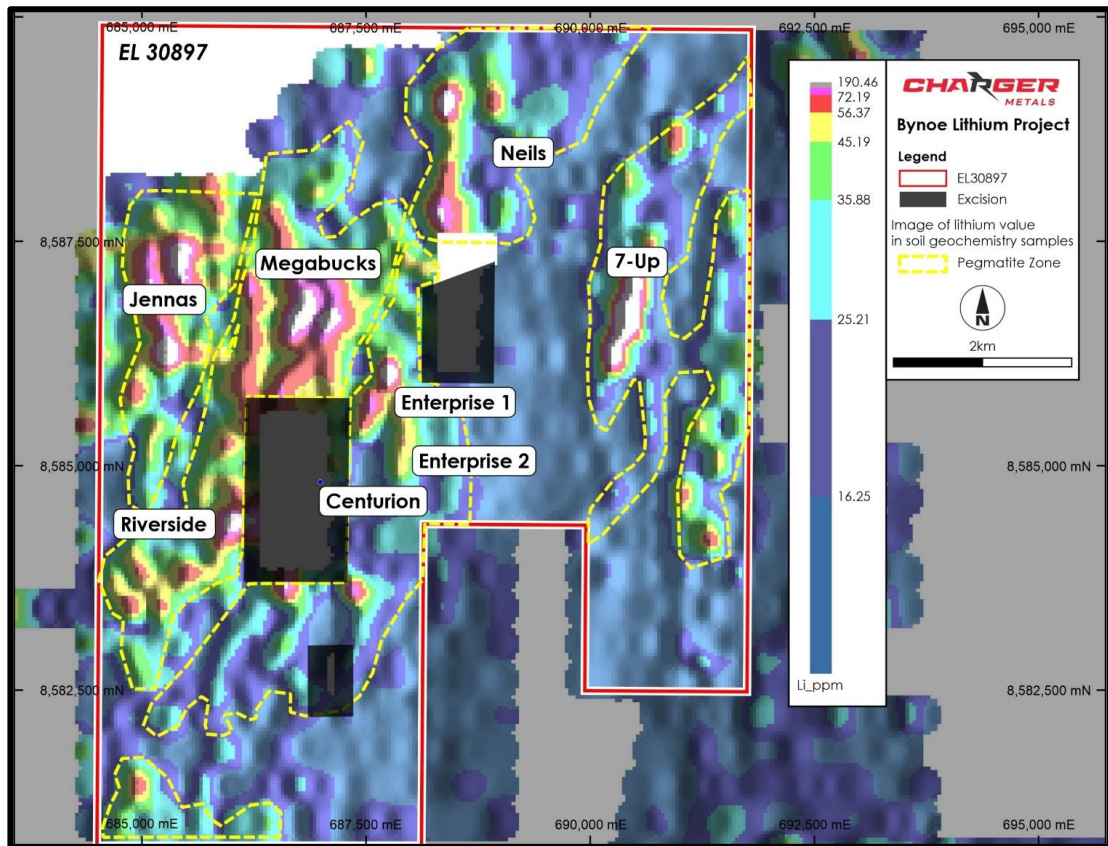 685,000 mE
687,500 mE
690,000 mE
692,500 mE
695,000 mE
EL 30897
190.46
72.19
56.37
45.19
35.88
25.21
16.25
Li_ppm
CHARGER
METALS
Bynoe Lithium Project
Legend
EL30897
Excision
Image of lithium value
in soil geochemistry samples
Pegmatite Zone
N
2km
Neils
8,587,500 mN
8,587,500 mN
Megabucks
7-Up
Jennas
Enterprise 1
Enterprise 2
8,585,000 mN
8,585,000 mN
Centurion
Riverside
8,582,500 mN
8,582,500 mN
685,000 mE
687,500 mE
690,000 mE
692,500 mE
695,000 mE